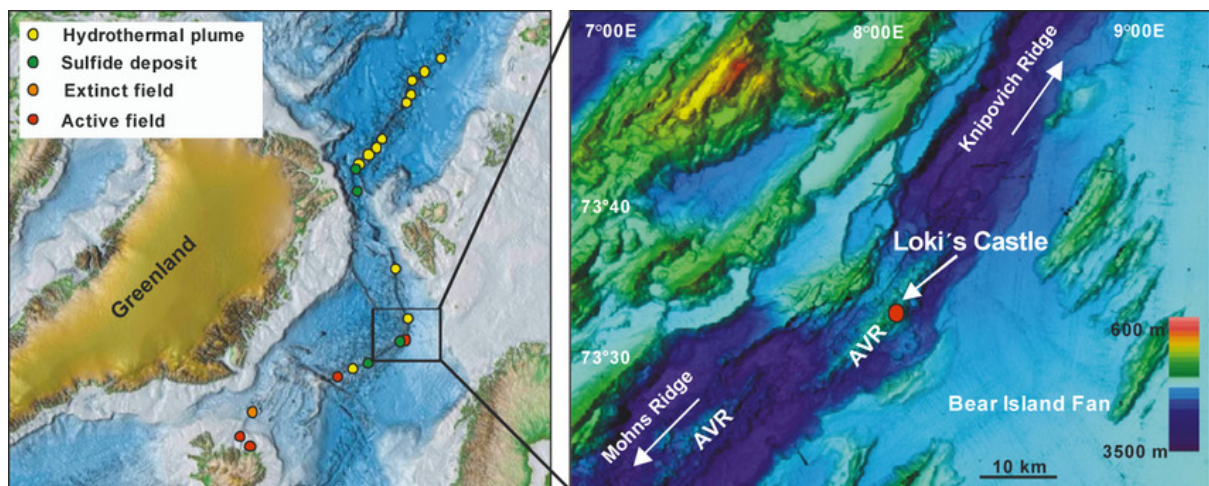 Hydrothermal plume
Sulfide deposit
Extinct field
Active field
Greenland
7°00E
8°00E
9°00E
Knipovich Ridge
73°40
Loki´s Castle
AVR
73°30
600 m
Mohns Ridge
AVR
Bear Island Fan
3500 m
10 km